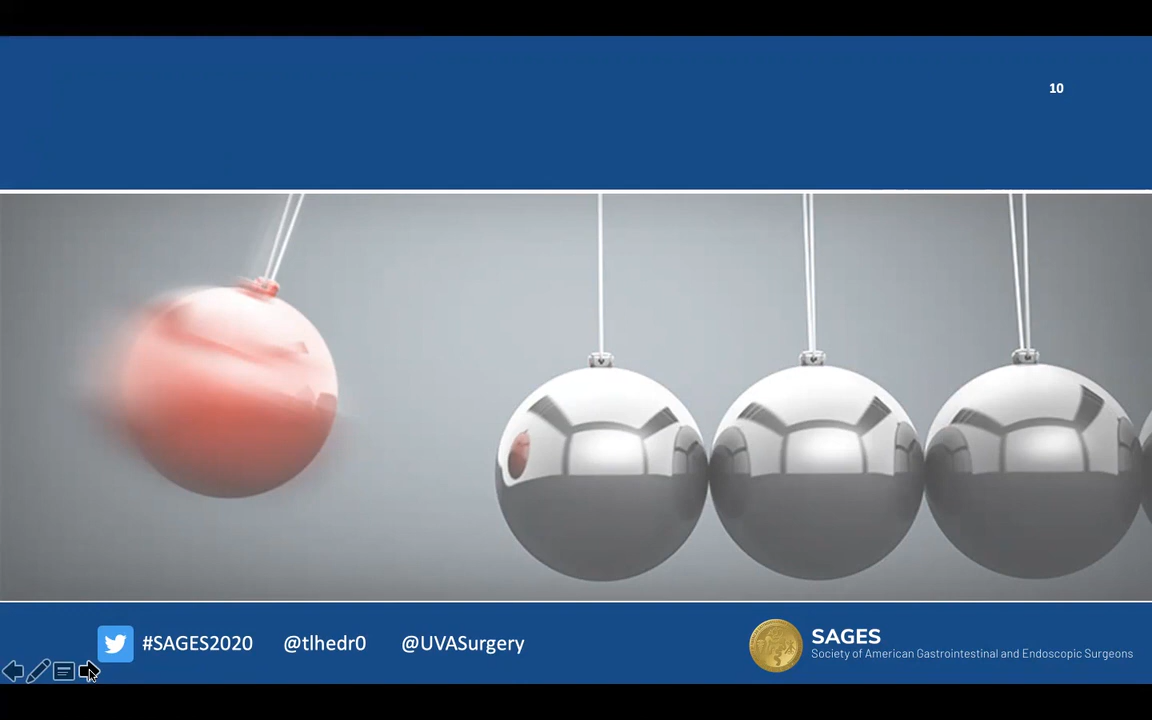 10
#SAGES2020 @tlhedr0 @UVASurgery
SAGES
Society of American Gastrointestinal and Endoscopic Surgeons